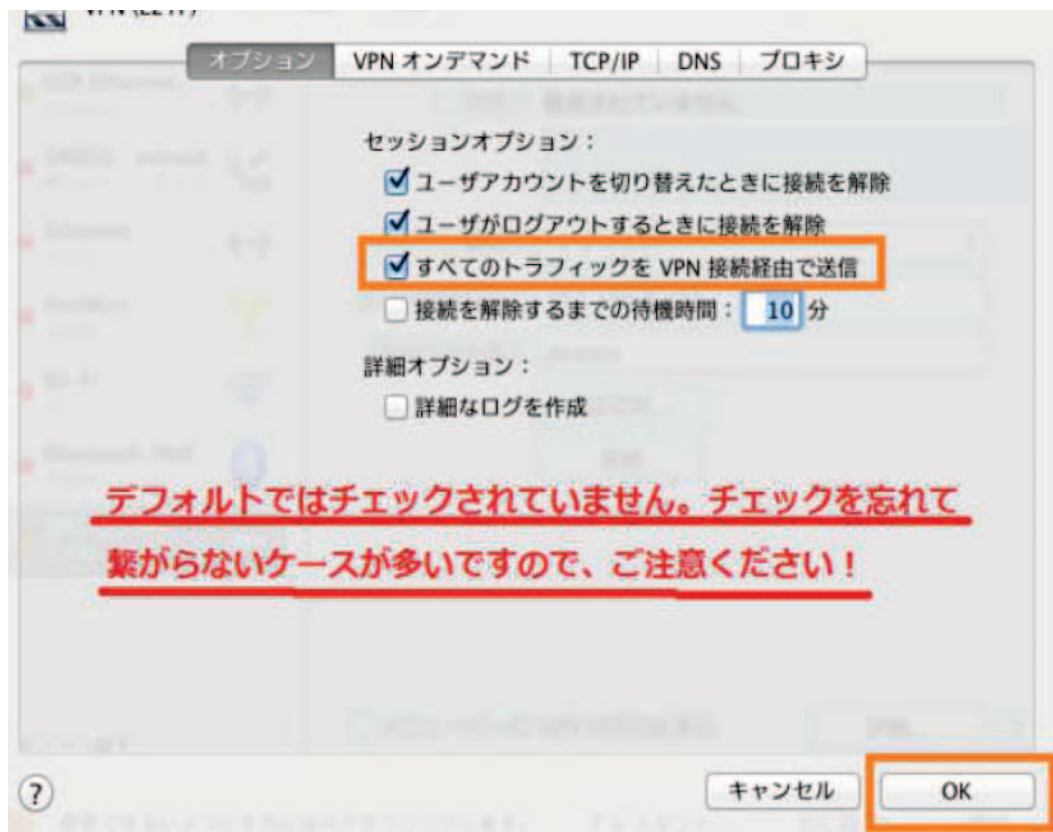 オプション VPN オンデマンド TCP/IP DNS プロキシ
セッションオプション：
ユーザアカウントを切り替えたときに接続を解除
ユーザがログアウトするときに接続を解除
すべてのトラフィックを VPN 接続経由で送信
接続を解除するまでの待機時間： 10 分
詳細オプション：
詳細なログを作成
デフォルトではチェックされていません。チェックを忘れて
繋がらないケースが多いですので、ご注意ください！
? キャンセル OK